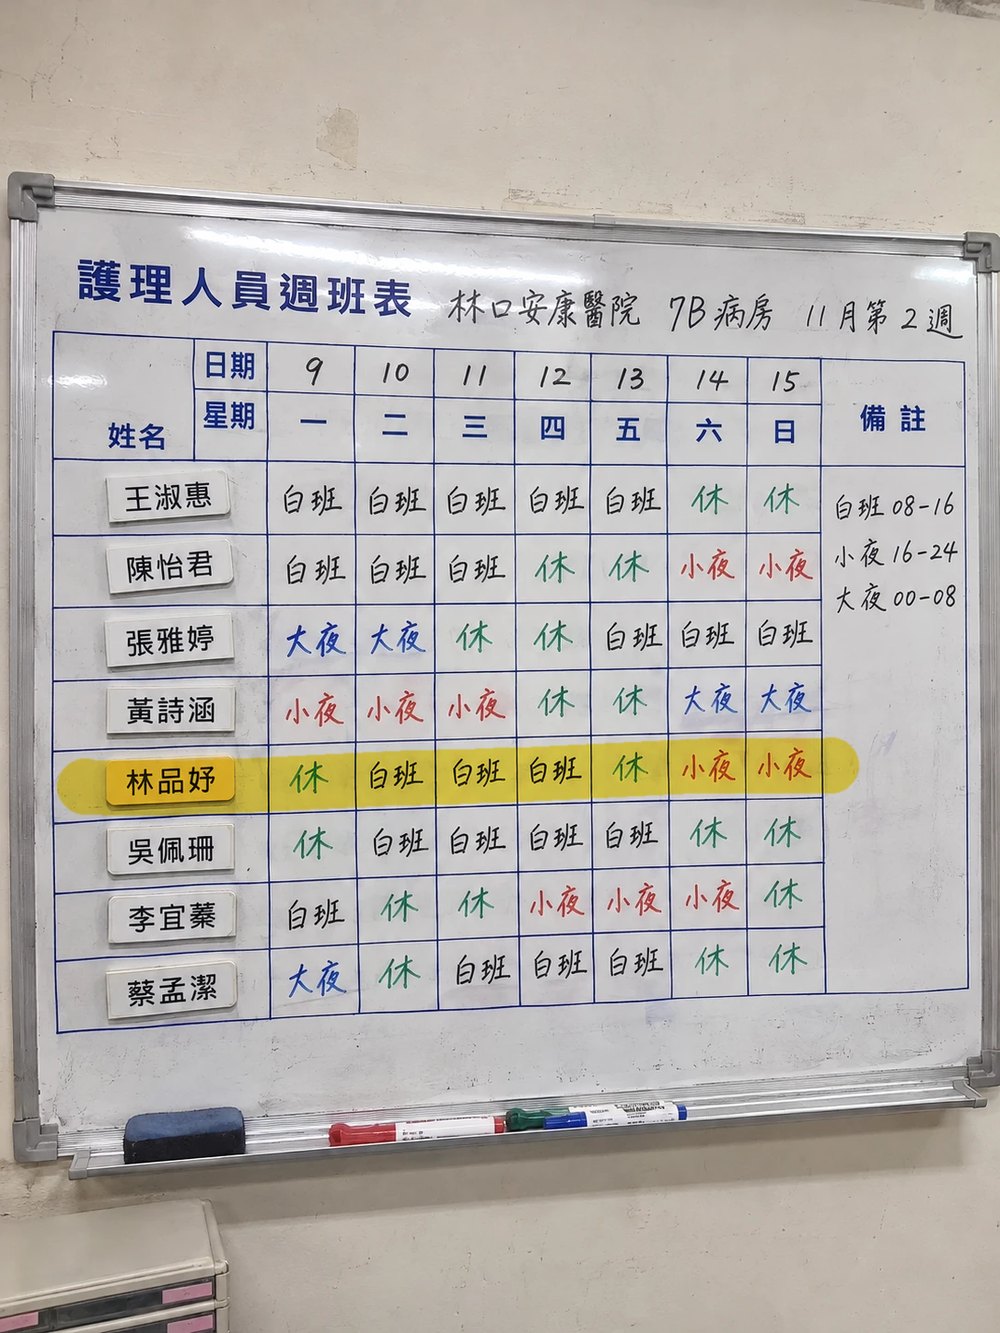 護理人員週班表 林口安康醫院 7B病房 11月第2週
日期 9 10 11 12 13 14 15 備註
姓名 星期 一 二 三 四 五 六 日
王淑惠 白班 白班 白班 白班 白班 休 休 白班 08-16
陳怡君 白班 白班 白班 休 休 小夜 小夜 小夜 16-24
大夜 00-08
張雅婷 大夜 大夜 休 休 白班 白班 白班
黃詩涵 小夜 小夜 小夜 休 休 大夜 大夜
林品妤 休 白班 白班 白班 休 小夜 小夜
吳佩珊 休 白班 白班 白班 白班 休 休
李宜蓁 白班 休 休 小夜 小夜 小夜 休
蔡孟潔 大夜 休 白班 白班 白班 休 休